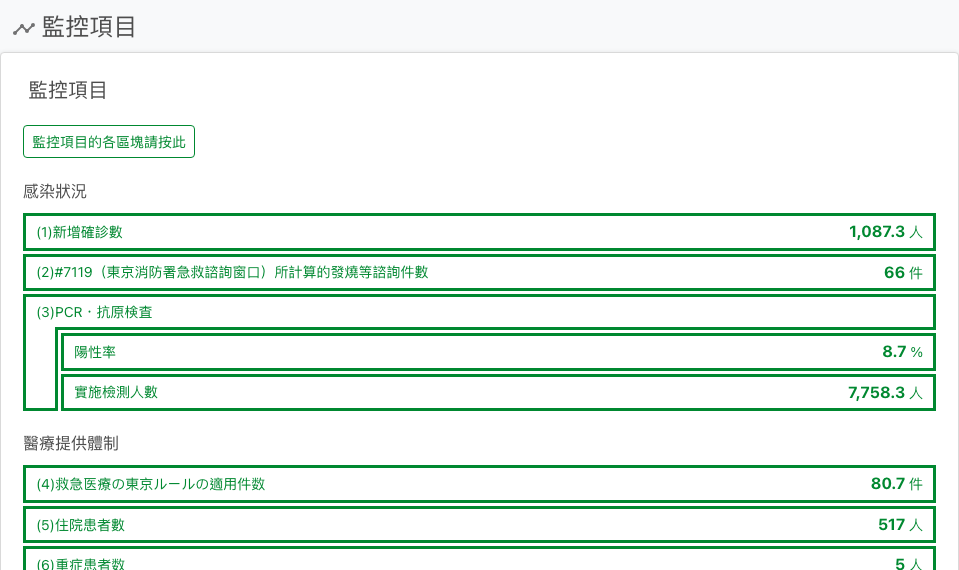 監控項目
監控項目
監控項目的各區塊請按此
感染狀況
(1)新增確診數 1,087.3 人
(2)#7119（東京消防署急救諮詢窗口）所計算的發燒等諮詢件數 66 件
(3)PCR・抗原検査
陽性率 8.7 %
實施檢測人數 7,758.3 人
醫療提供體制
(4)救急医療の東京ルールの適用件数 80.7 件
(5)住院患者數 517 人
(6)重症患者数 5 人